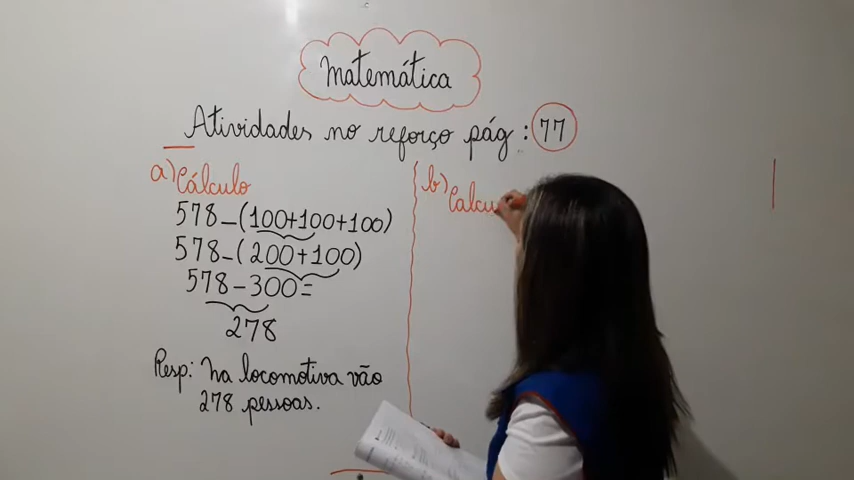 Matemática
Atividades no reforço pág: 77
a) Cálculo
578-(100+100+100)
578-(200+100)
578-300=
278
Resp: Na locomotiva vão
278 pessoas.
b) Calcu